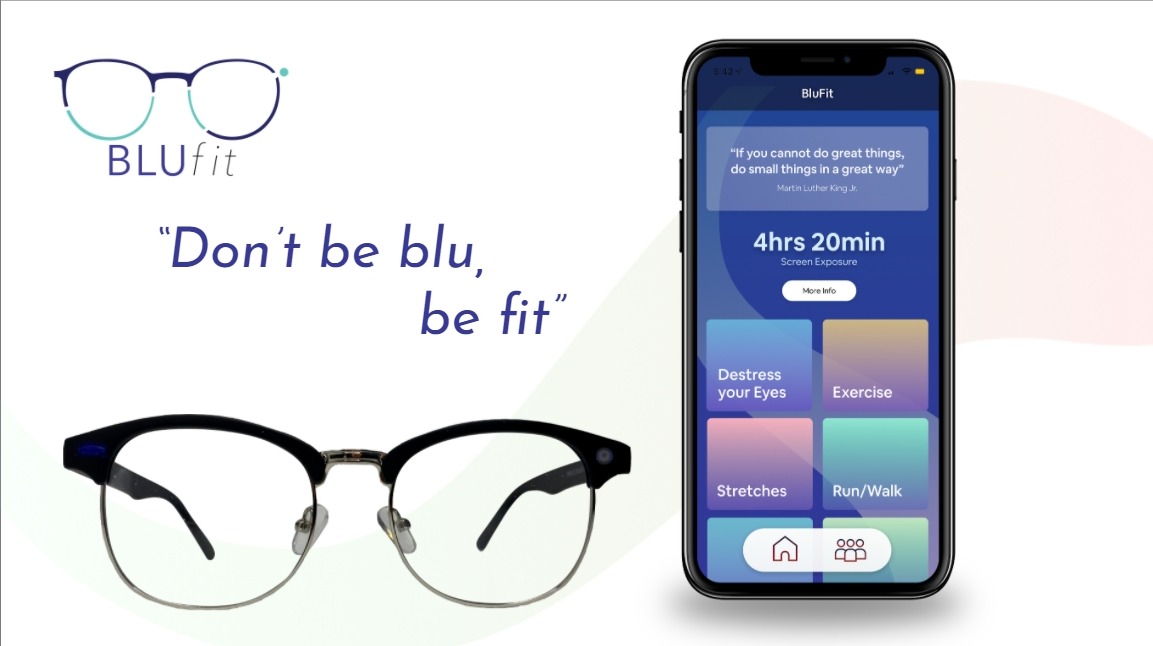 BLUfit
“Don't be blu,
be fit”
BluFit
“If you cannot do great things,
do small things in a great way”
Martin Luther King Jr.
4hrs 20min
Screen Exposure
More Info
Destress
your Eyes
Exercise
Stretches
Run/Walk